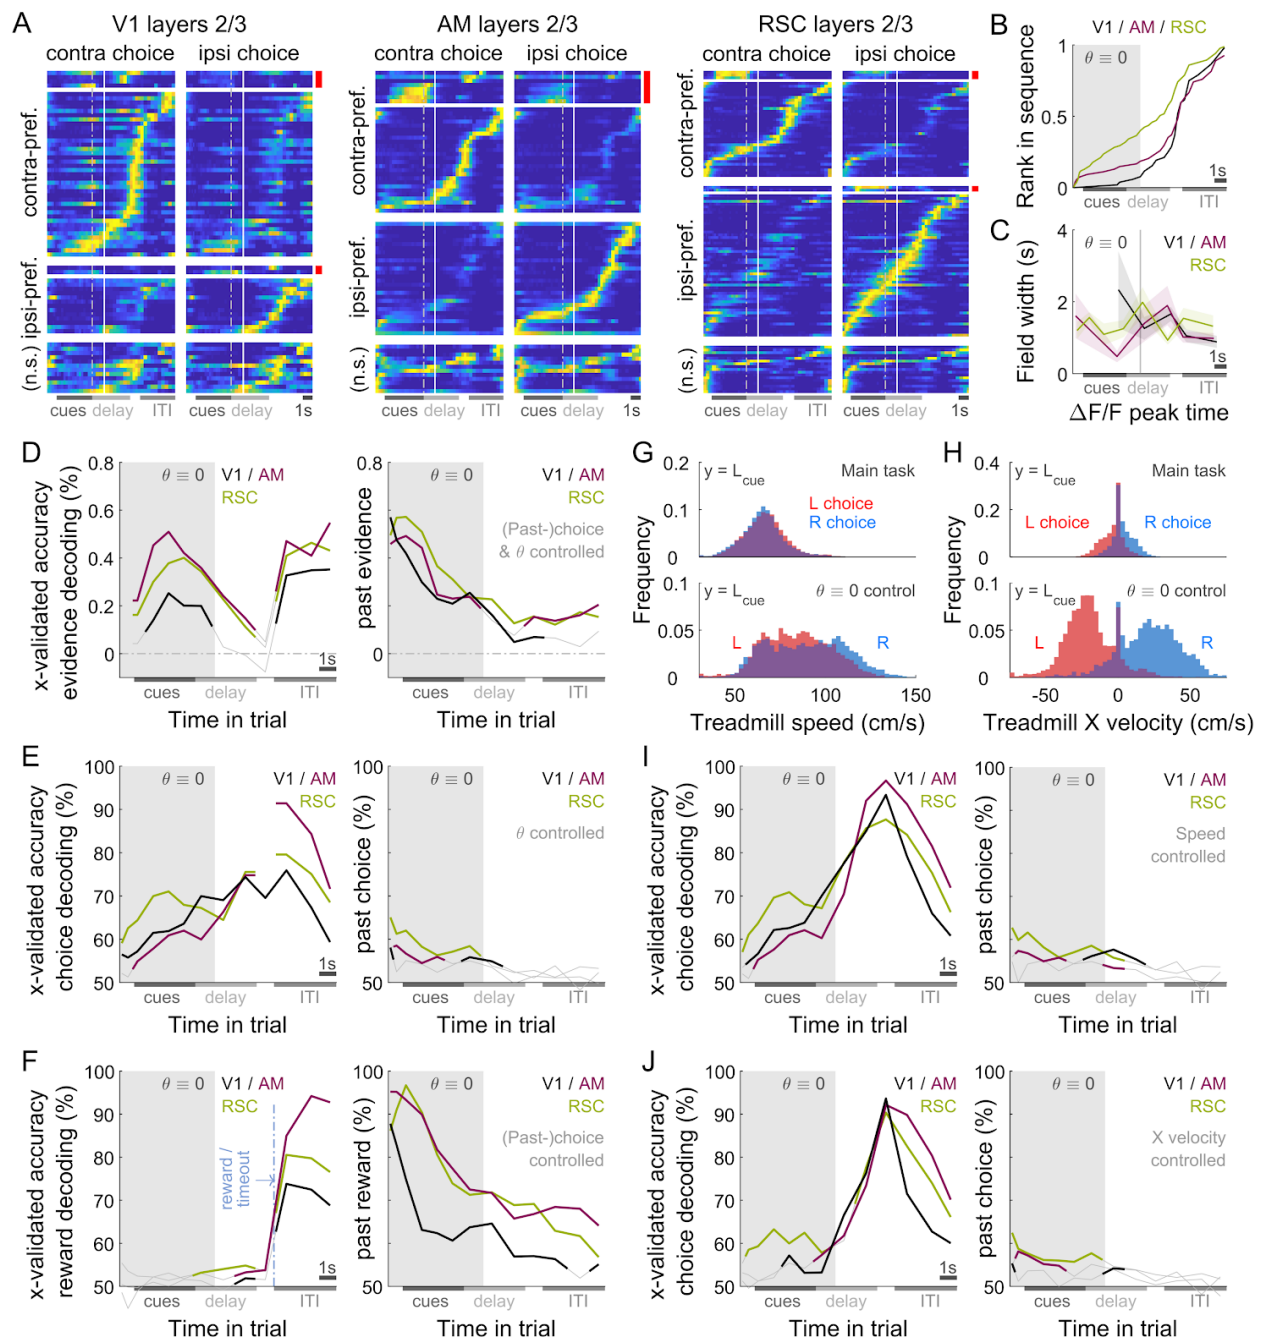 A
V1 layers 2/3
AM layers 2/3
RSC layers 2/3
contra choice
ipsi choice
contra choice
ipsi choice
contra choice
ipsi choice
contra-pref.
ipsi-pref.
(n.s.)
contra-pref.
ipsi-pref.
(n.s.)
contra-pref.
ipsi-pref.
(n.s.)
cues delay ITI
cues delay 1s
cues delay ITI
cues delay 1s
cues delay ITI
cues delay 1s
B
V1 / AM / RSC
θ ≡ 0
Rank in sequence
1
0.5
0
1s
cues delay ITI
C
θ ≡ 0
V1 / AM
RSC
Field width (s)
4
2
0
1s
cues delay ITI
ΔF/F peak time
D
x-validated accuracy
evidence decoding (%)
0.8
0.6
0.4
0.2
0
θ ≡ 0
V1 / AM
RSC
1s
cues delay ITI
Time in trial
past evidence
0.8
0
θ ≡ 0
V1 / AM
RSC
(Past-)choice
& θ controlled
cues delay ITI
Time in trial
G
y = Lcue
Main task
L choice
R choice
0.2
0.1
0
Frequency
y = Lcue
θ ≡ 0 control
L
R
0.1
0.05
0
50 100 150
Treadmill speed (cm/s)
H
y = Lcue
Main task
L choice
R choice
0.4
0.2
0
Frequency
y = Lcue
θ ≡ 0 control
L
R
0.1
0.05
0
-50 0 50
Treadmill X velocity (cm/s)
E
x-validated accuracy
choice decoding (%)
100
90
80
70
60
50
θ ≡ 0
V1 / AM
RSC
1s
cues delay ITI
Time in trial
past choice (%)
100
50
θ ≡ 0
V1 / AM
RSC
θ controlled
cues delay ITI
Time in trial
I
x-validated accuracy
choice decoding (%)
100
90
80
70
60
50
θ ≡ 0
V1 / AM
RSC
1s
cues delay ITI
Time in trial
past choice (%)
100
50
θ ≡ 0
V1 / AM
RSC
Speed
controlled
cues delay ITI
Time in trial
F
x-validated accuracy
reward decoding (%)
100
90
80
70
60
50
θ ≡ 0
V1 / AM
RSC
reward /
timeout
1s
cues delay ITI
Time in trial
past reward (%)
100
50
θ ≡ 0
V1 / AM
RSC
(Past-)choice
controlled
cues delay ITI
Time in trial
J
x-validated accuracy
choice decoding (%)
100
90
80
70
60
50
θ ≡ 0
V1 / AM
RSC
1s
cues delay ITI
Time in trial
past choice (%)
100
50
θ ≡ 0
V1 / AM
RSC
X velocity
controlled
cues delay ITI
Time in trial